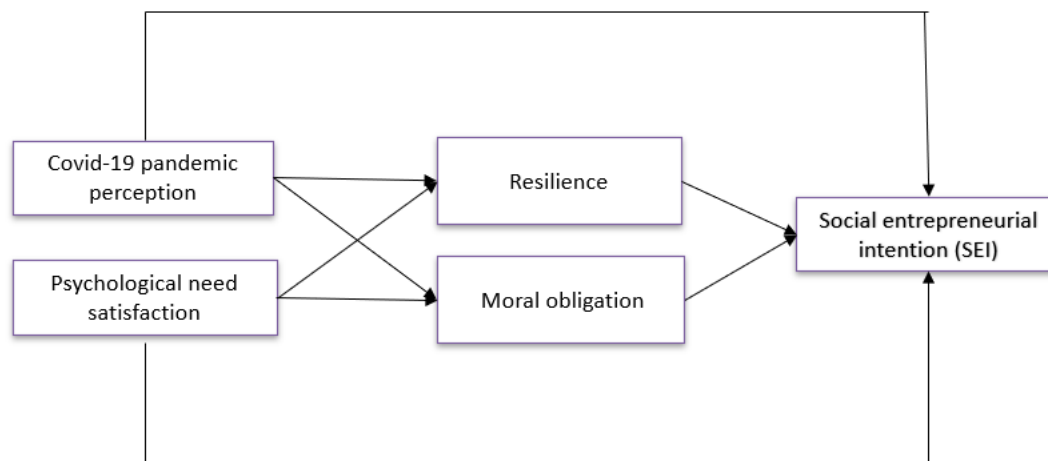 Covid-19 pandemic
perception
Resilience
Social entrepreneurial
intention (SEI)
Psychological need
satisfaction
Moral obligation